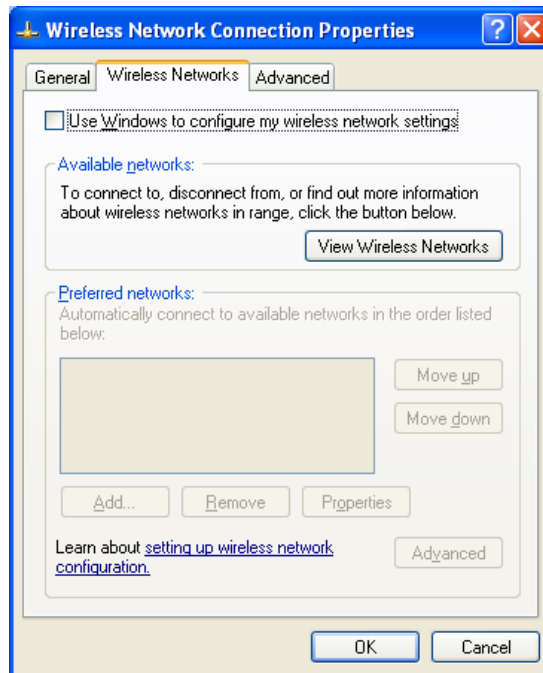 Wireless Network Connection Properties
General Wireless Networks Advanced
Use Windows to configure my wireless network settings
Available networks:
To connect to, disconnect from, or find out more information
about wireless networks in range, click the button below.
View Wireless Networks
Preferred networks:
Automatically connect to available networks in the order listed
below:
Move up
Move down
Add... Remove Properties
Learn about setting up wireless network
configuration.
Advanced
OK Cancel